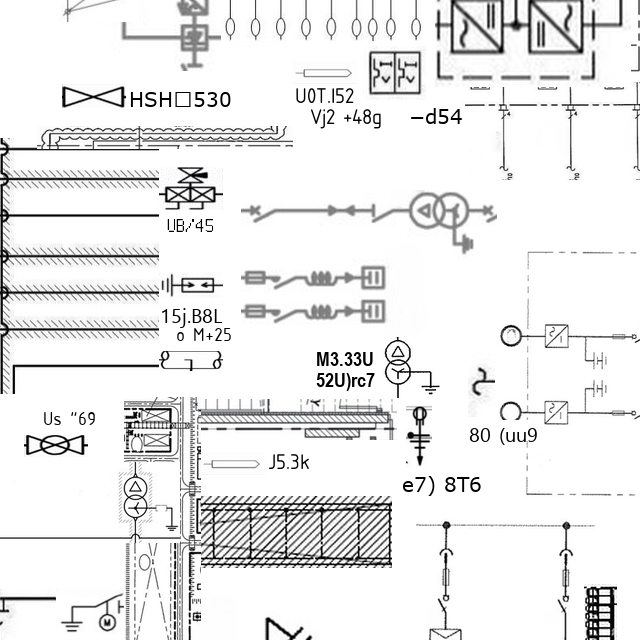 HSH□530
U0T.I52
Vj2 +48g
−d54
UB/'45
15j.B8L
o M+25
M3.33U
52U)rc7
Us "69
80 (uu9
J5.3k
e7) 8T6
M